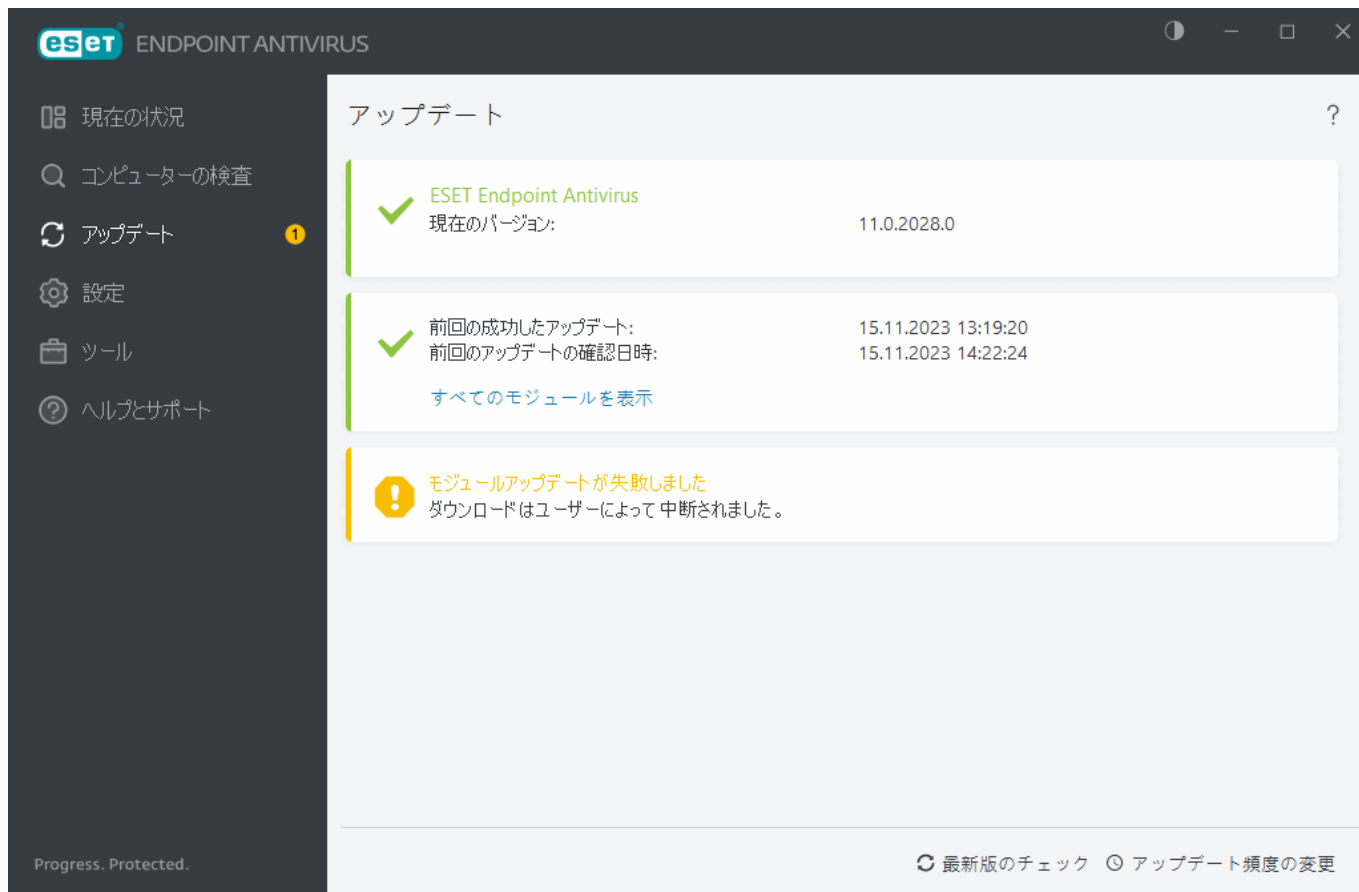 eset ENDPOINT ANTIVIRUS
現在の状況
コンピューターの検査
アップデート 1
設定
ツール
ヘルプとサポート
Progress. Protected.
アップデート ?
ESET Endpoint Antivirus
現在のバージョン: 11.0.2028.0
前回の成功したアップデート: 15.11.2023 13:19:20
前回のアップデートの確認日時: 15.11.2023 14:22:24
すべてのモジュールを表示
モジュールアップデートが失敗しました
ダウンロードはユーザーによって中断されました。
最新版のチェック アップデート頻度の変更